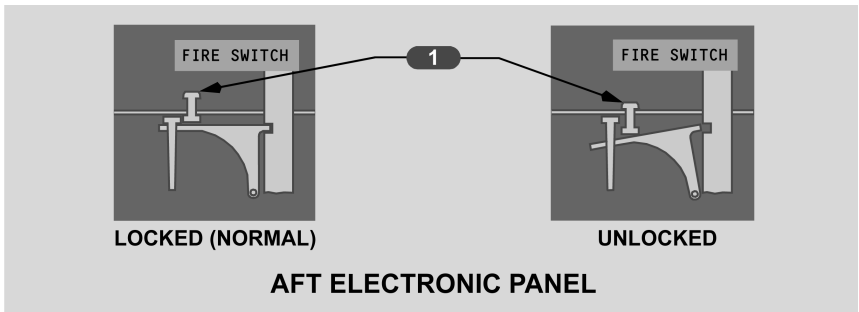 FIRE SWITCH
1
FIRE SWITCH
LOCKED (NORMAL)
UNLOCKED
AFT ELECTRONIC PANEL